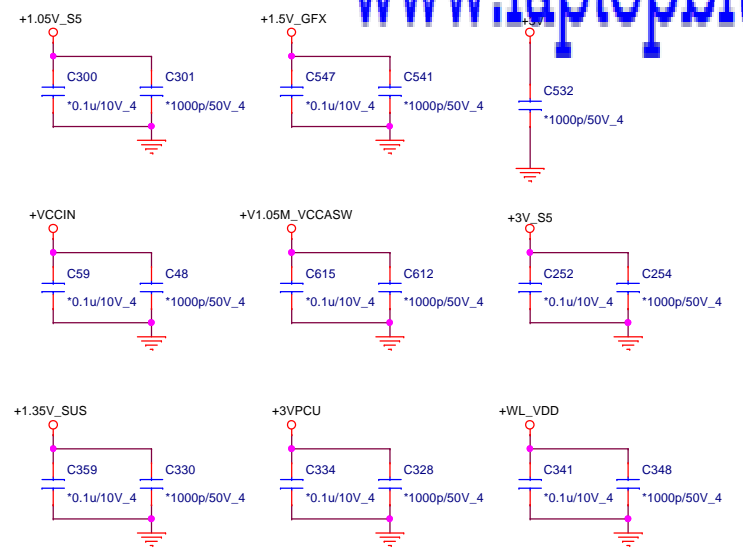 www.laptopbl
+1.05V_S5
+1.5V_GFX
C300
C301
*0.1u/10V_4
*1000p/50V_4
C547
C541
*0.1u/10V_4
*1000p/50V_4
C532
*1000p/50V_4
+VCCIN
+V1.05M_VCCASW
+3V_S5
C59
C48
*0.1u/10V_4
*1000p/50V_4
C615
C612
*0.1u/10V_4
*1000p/50V_4
C252
C254
*0.1u/10V_4
*1000p/50V_4
+1.35V_SUS
+3VPCU
+WL_VDD
C359
C330
*0.1u/10V_4
*1000p/50V_4
C334
C328
*0.1u/10V_4
*1000p/50V_4
C341
C348
*0.1u/10V_4
*1000p/50V_4